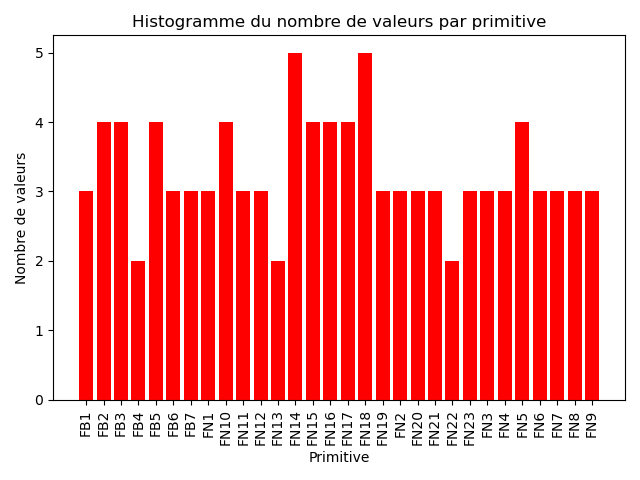 Histogramme du nombre de valeurs par primitive
Nombre de valeurs
5
4
3
2
1
0
FB1 FB2 FB3 FB4 FB5 FB6 FB7 FN1 FN10 FN11 FN12 FN13 FN14 FN15 FN16 FN17 FN18 FN19 FN2 FN20 FN21 FN22 FN23 FN3 FN4 FN5 FN6 FN7 FN8 FN9
Primitive